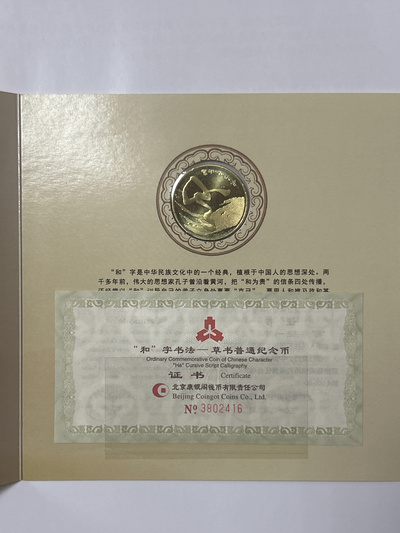 “和”字是中华民族文化中的一个经典，植根于中国人的思想深处。两
千多年前，伟大的思想家孔子曾沿着黄河，把“和为贵”的信条四处传播，
“和”字书法—草书普通纪念币
Ordinary Commemorative Coin of Chinese Character
"He" Cursive Script Calligraphy
证书 Certificate
北京康银阁钱币有限责任公司
Beijing Coingot Coins Co., Ltd.
№ 3802416